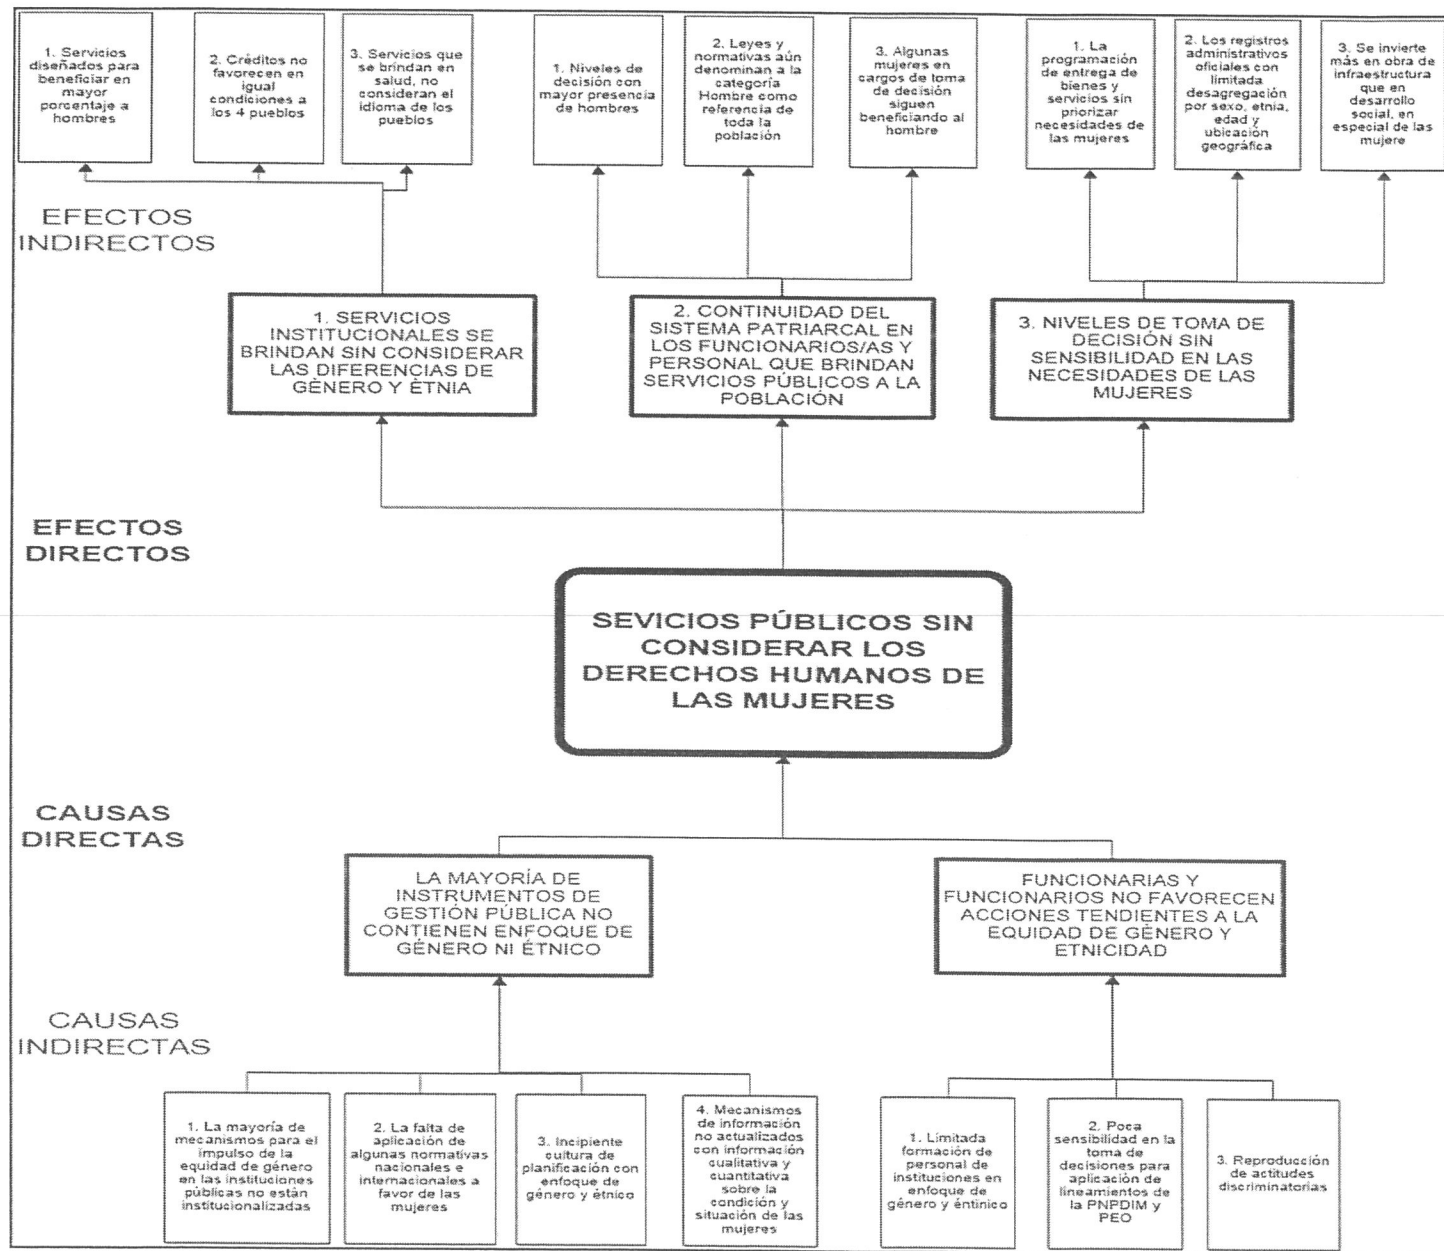 1. Servicios
diseñados para
beneficiar en
mayor
porcentaje a
hombres
2. Créditos no
favorecen en
igual
condiciones a
los 4 pueblos
3. Servicios que
se brindan en
salud, no
consideran el
idioma de los
pueblos
1. Niveles de
decisión con
mayor presencia
de hombres
2. Leyes y
normativas aún
denominan a la
categoría
Hombre como
referencia de
toda la
población
3. Algunas
mujeres en
cargos de toma
de decisión
siguen
beneficiando al
hombre
1. La
programación
de entrega de
bienes y
servicios sin
priorizar
necesidades de
las mujeres
2. Los registros
administrativos
oficiales con
limitada
desagregación
por sexo, etnia,
edad y
ubicación
geográfica
3. Se invierte
más en obra de
infraestructura
que en
desarrollo
social, en
especial de las
mujere
EFECTOS
INDIRECTOS
1. SERVICIOS
INSTITUCIONALES SE
BRINDAN SIN CONSIDERAR
LAS DIFERENCIAS DE
GÈNERO Y ÈTNIA
2. CONTINUIDAD DEL
SISTEMA PATRIARCAL EN
LOS FUNCIONARIOS/AS Y
PERSONAL QUE BRINDAN
SERVICIOS PÚBLICOS A LA
POBLACIÓN
3. NIVELES DE TOMA DE
DECISIÓN SIN
SENSIBILIDAD EN LAS
NECESIDADES DE LAS
MUJERES
EFECTOS
DIRECTOS
SEVICIOS PÚBLICOS SIN
CONSIDERAR LOS
DERECHOS HUMANOS DE
LAS MUJERES
CAUSAS
DIRECTAS
LA MAYORÍA DE
INSTRUMENTOS DE
GESTIÓN PÚBLICA NO
CONTIENEN ENFOQUE DE
GÉNERO NI ÉTNICO
FUNCIONARIAS Y
FUNCIONARIOS NO FAVORECEN
ACCIONES TENDIENTES A LA
EQUIDAD DE GÉNERO Y
ETNICIDAD
CAUSAS
INDIRECTAS
1. La mayoría de
mecanismos para el
impulso de la
equidad de género
en las instituciones
públicas no están
institucionalizadas
2. La falta de
aplicación de
algunas normativas
nacionales e
internacionales a
favor de las
mujeres
3. Incipiente
cultura de
planificación con
enfoque de
género y étnico
4. Mecanismos
de información
no actualizados
con información
cualitativa y
cuantitativa
sobre la
condición y
situación de las
mujeres
1. Limitada
formación de
personal de
instituciones en
enfoque de
género y éntinico
2. Poca
sensibilidad en la
toma de
decisiones para
aplicación de
lineamientos de
la PNPDIM y
PEO
3. Reproducción
de actitudes
discriminatorias